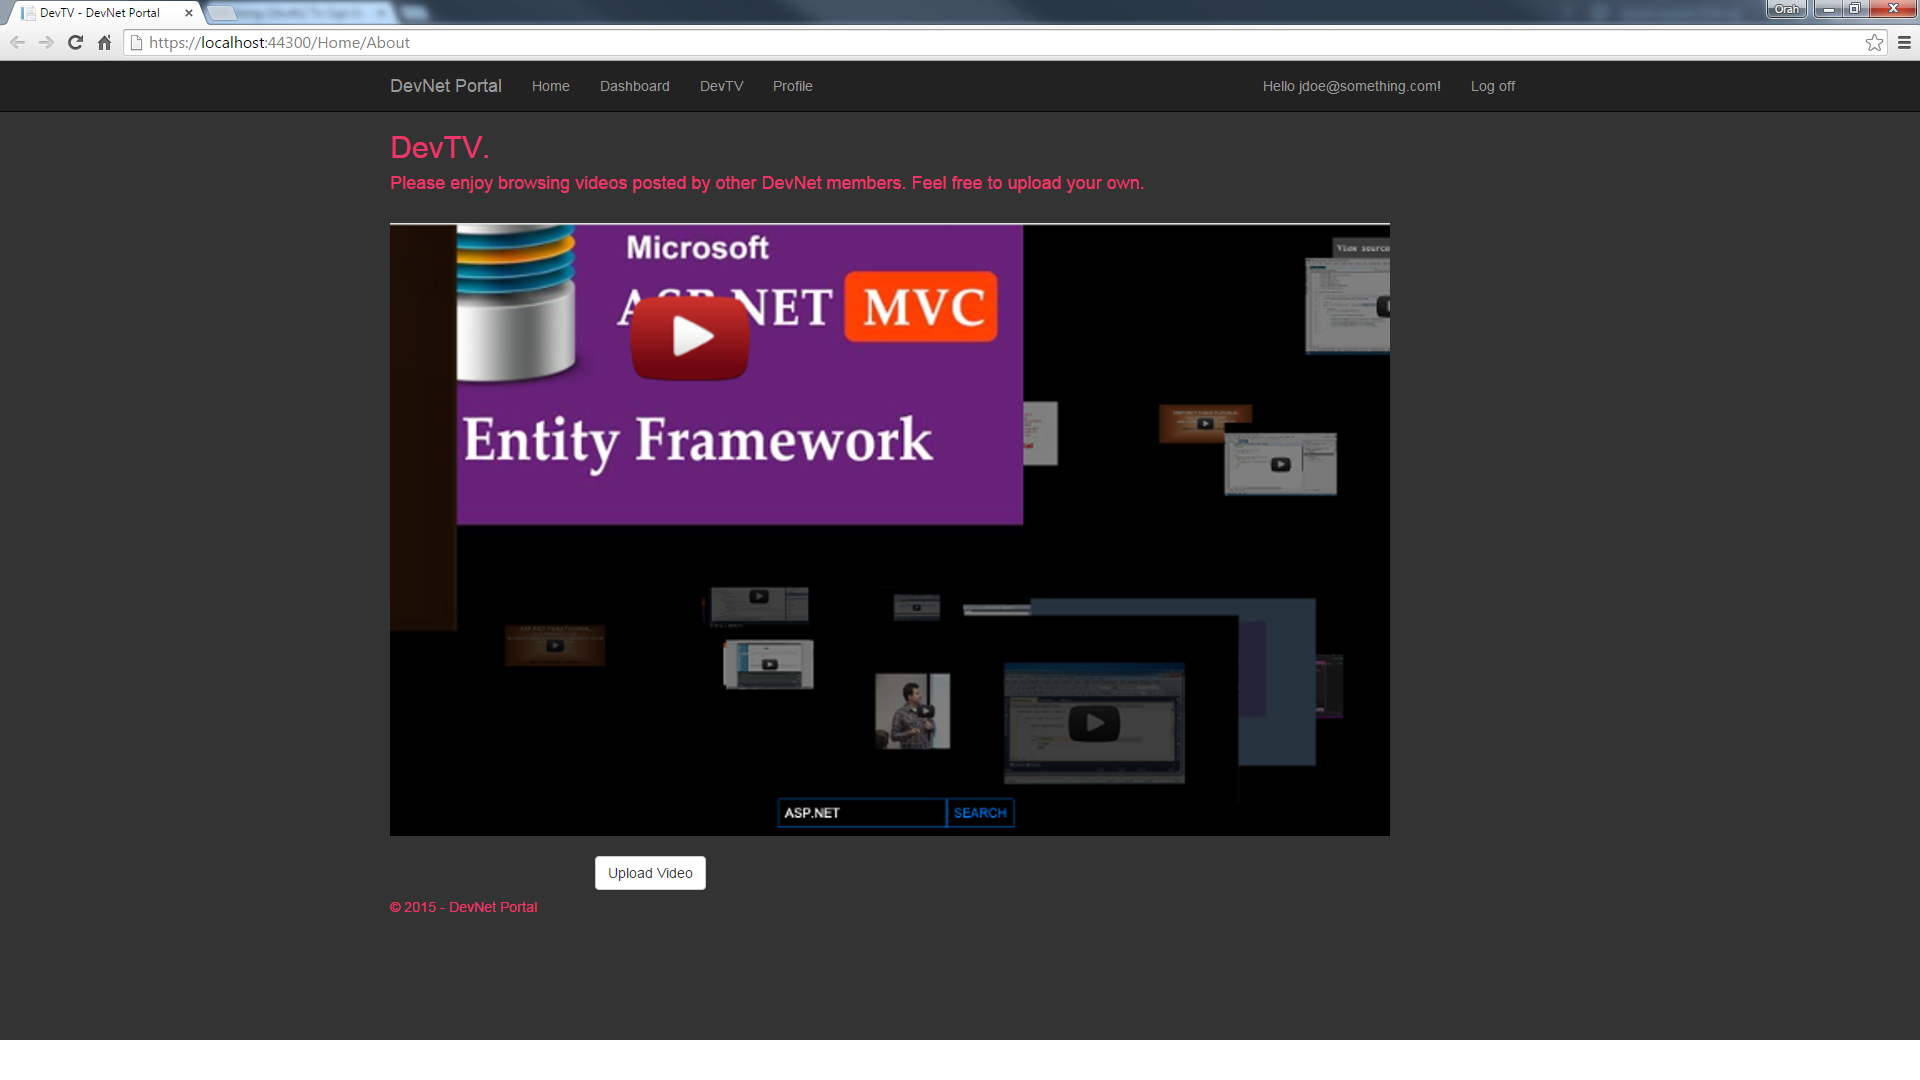 DevTV - DevNet Portal
Orah
https://localhost:44300/Home/About
DevNet Portal Home Dashboard DevTV Profile Hello jdoe@something.com! Log off
DevTV.
Please enjoy browsing videos posted by other DevNet members. Feel free to upload your own.
Microsoft
View source
NET MVC
Entity Framework
ASP.NET SEARCH
Upload Video
© 2015 - DevNet Portal